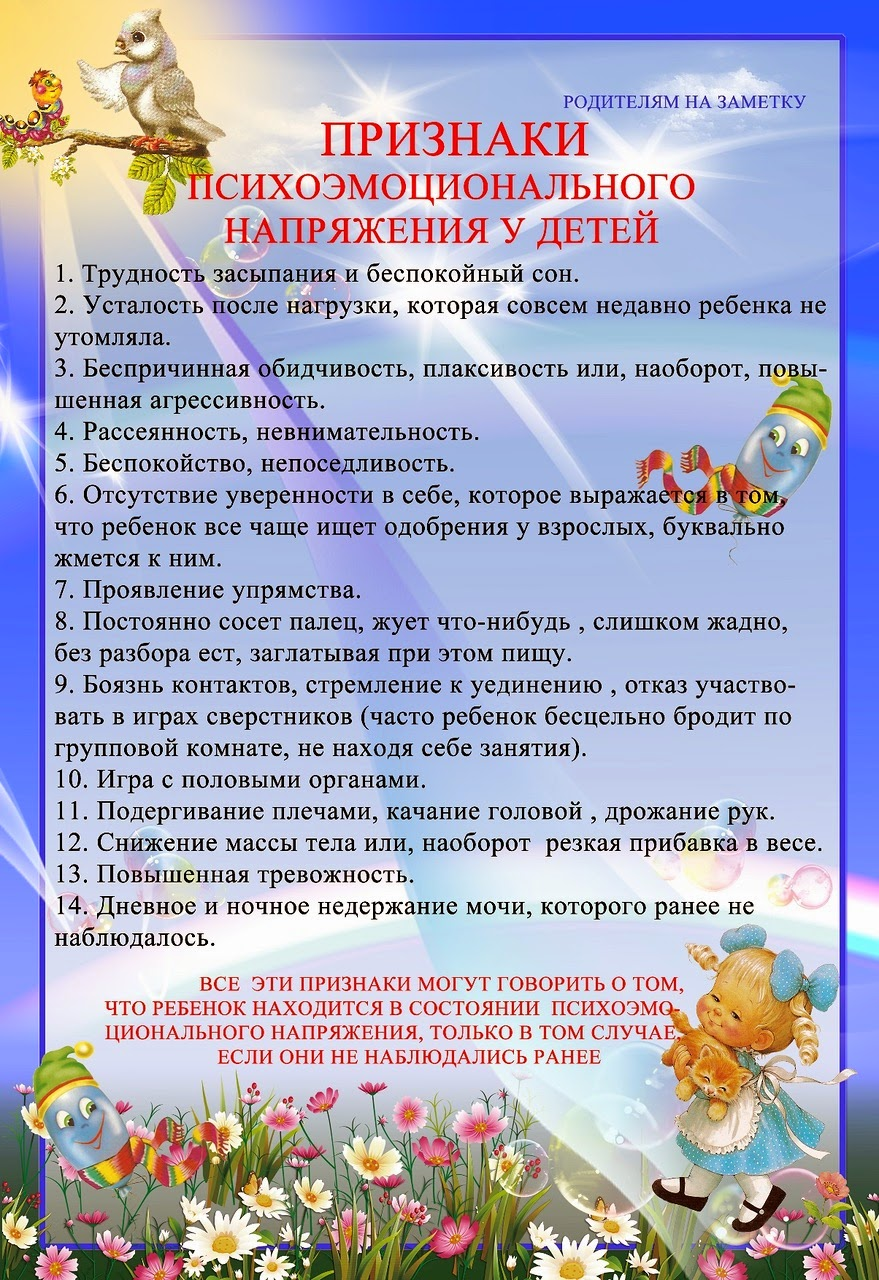 РОДИТЕЛЯМ НА ЗАМЕТКУ
ПРИЗНАКИ
ПСИХОЭМОЦИОНАЛЬНОГО
НАПРЯЖЕНИЯ У ДЕТЕЙ
1. Трудность засыпания и беспокойный сон.
2. Усталость после нагрузки, которая совсем недавно ребенка не
утомляла.
3. Беспричинная обидчивость, плаксивость или, наоборот, повы-
шенная агрессивность.
4. Рассеянность, невнимательность.
5. Беспокойство, непоседливость.
6. Отсутствие уверенности в себе, которое выражается в том,
что ребенок все чаще ищет одобрения у взрослых, буквально
жмется к ним.
7. Проявление упрямства.
8. Постоянно сосет палец, жует что-нибудь , слишком жадно,
без разбора ест, заглатывая при этом пищу.
9. Боязнь контактов, стремление к уединению , отказ участво-
вать в играх сверстников (часто ребенок бесцельно бродит по
групповой комнате, не находя себе занятия).
10. Игра с половыми органами.
11. Подергивание плечами, качание головой , дрожание рук.
12. Снижение массы тела или, наоборот  резкая прибавка в весе.
13. Повышенная тревожность.
14. Дневное и ночное недержание мочи, которого ранее не
наблюдалось.
ВСЕ  ЭТИ ПРИЗНАКИ МОГУТ ГОВОРИТЬ О ТОМ,
ЧТО РЕБЕНОК НАХОДИТСЯ В СОСТОЯНИИ  ПСИХОЭМО-
ЦИОНАЛЬНОГО НАПРЯЖЕНИЯ, ТОЛЬКО В ТОМ СЛУЧАЕ,
ЕСЛИ ОНИ НЕ НАБЛЮДАЛИСЬ РАНЕЕ